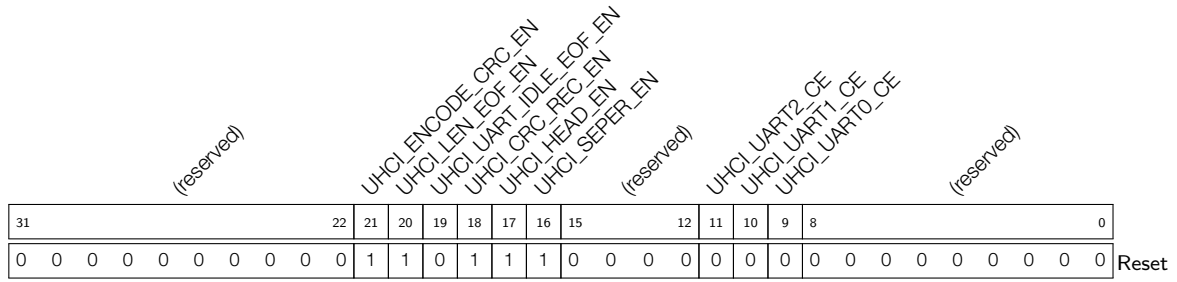 (reserved)
UHCI_ENCODE_CRC_EN
UHCI_LEN_EOF_EN
UHCI_UART_IDLE_EOF_EN
UHCI_CRC_REC_EN
UHCI_HEAD_EN
UHCI_SEPER_EN
(reserved)
UHCI_UART2_CE
UHCI_UART1_CE
UHCI_UART0_CE
(reserved)
31 22 21 20 19 18 17 16 15 12 11 10 9 8 0
0 0 0 0 0 0 0 0 0 0 1 1 0 1 1 1 0 0 0 0 0 0 0 0 0 0 0 0 0 0 0 0 Reset